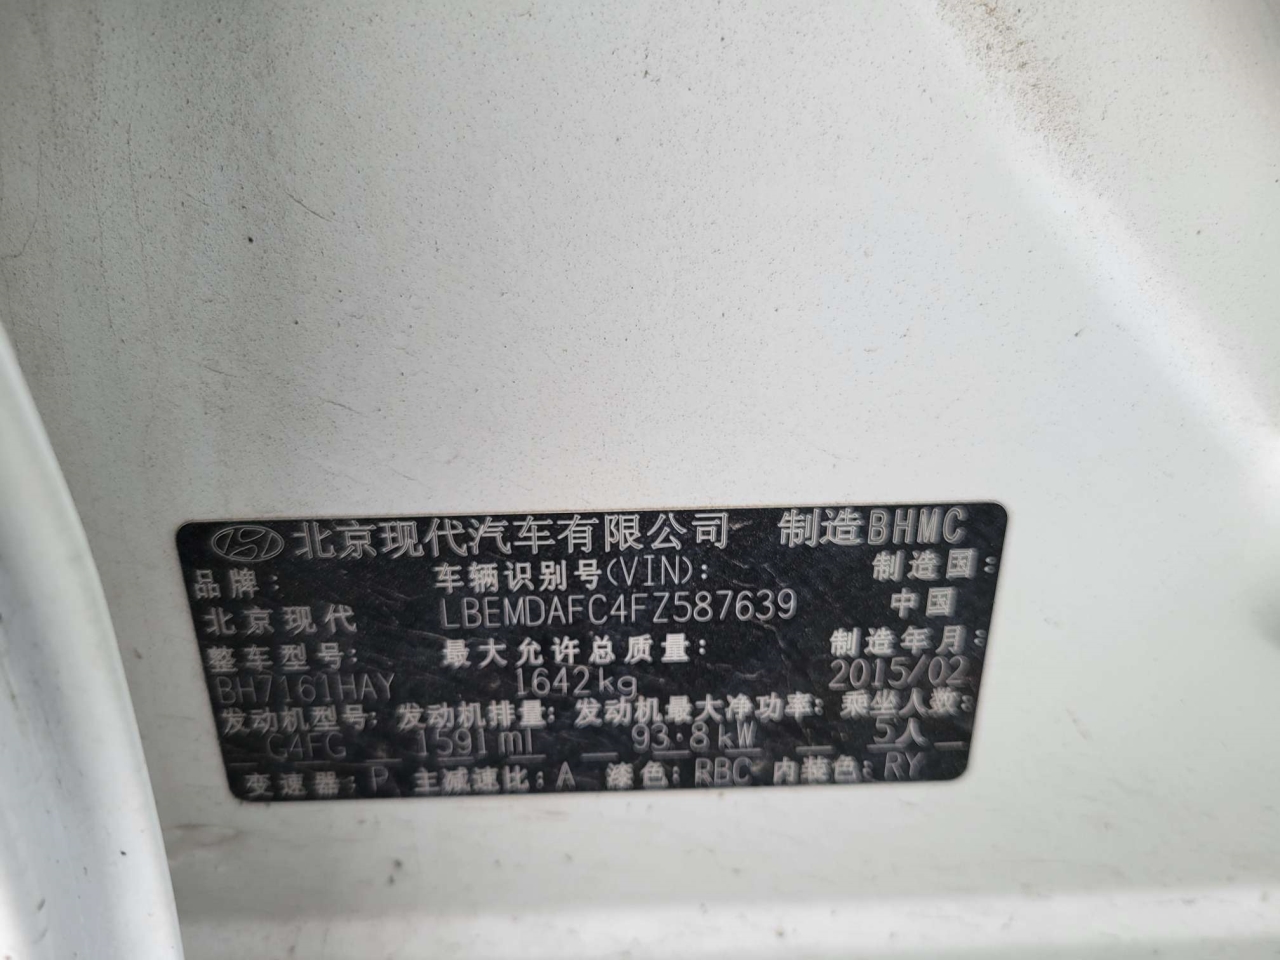 北京现代汽车有限公司 制造BHMC
品牌: 车辆识别号(VIN): 制造国:
北京现代 LBEMDAFC4FZ587639 中国
整车型号: 最大允许总质量: 制造年月:
BH7161HAY 1642kg 2015/02
发动机型号: 发动机排量: 发动机最大净功率: 乘坐人数:
G4FG 1591ml 93.8kW 5人
变速器: P 主减速比: A 漆色: RBC 内装色: RY